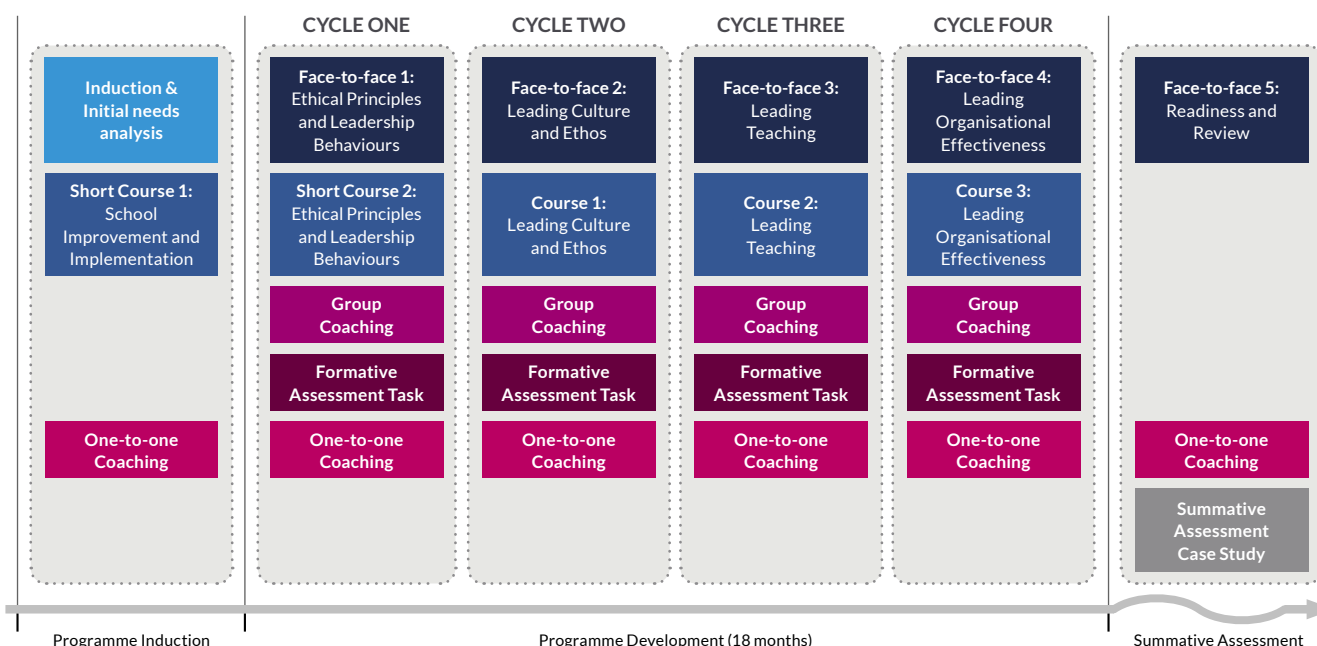 CYCLE ONE
CYCLE TWO
CYCLE THREE
CYCLE FOUR
Induction &
Initial needs
analysis
Short Course 1:
School
Improvement and
Implementation
One-to-one
Coaching
Face-to-face 1:
Ethical Principles
and Leadership
Behaviours
Short Course 2:
Ethical Principles
and Leadership
Behaviours
Group
Coaching
Formative
Assessment Task
One-to-one
Coaching
Face-to-face 2:
Leading Culture
and Ethos
Course 1:
Leading Culture
and Ethos
Group
Coaching
Formative
Assessment Task
One-to-one
Coaching
Face-to-face 3:
Leading
Teaching
Course 2:
Leading
Teaching
Group
Coaching
Formative
Assessment Task
One-to-one
Coaching
Face-to-face 4:
Leading
Organisational
Effectiveness
Course 3:
Leading
Organisational
Effectiveness
Group
Coaching
Formative
Assessment Task
One-to-one
Coaching
Face-to-face 5:
Readiness and
Review
One-to-one
Coaching
Summative
Assessment
Case Study
Programme Induction
Programme Development (18 months)
Summative Assessment